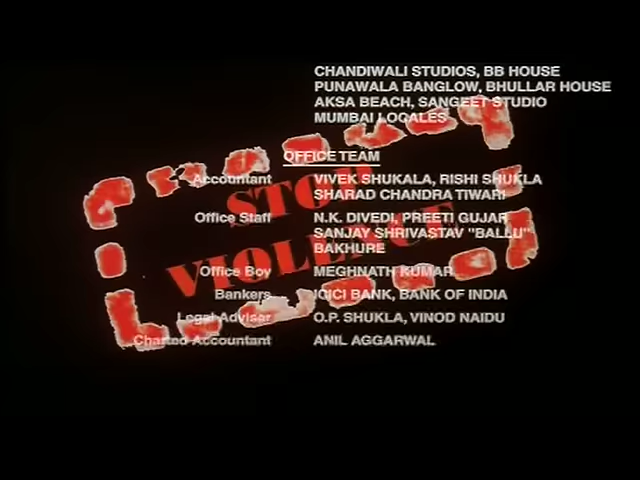 CHANDIWALI STUDIOS, BB HOUSE
PUNAWALA BANGLOW, BHULLAR HOUSE
AKSA BEACH, SANGEET STUDIO
MUMBAI LOCALES
OFFICE TEAM
Accountant VIVEK SHUKALA, RISHI SHUKLA
SHARAD CHANDRA TIWARI
STOP
Office Staff N.K. DIVEDI, PREETI GUJAR
SANJAY SHRIVASTAV "BALLU"
BAKHURE
VIOLENCE
Office Boy MEGHNATH KUMAR
Bankers ICICI BANK, BANK OF INDIA
Legal Advisar O.P. SHUKLA, VINOD NAIDU
Charted Accountant ANIL AGGARWAL